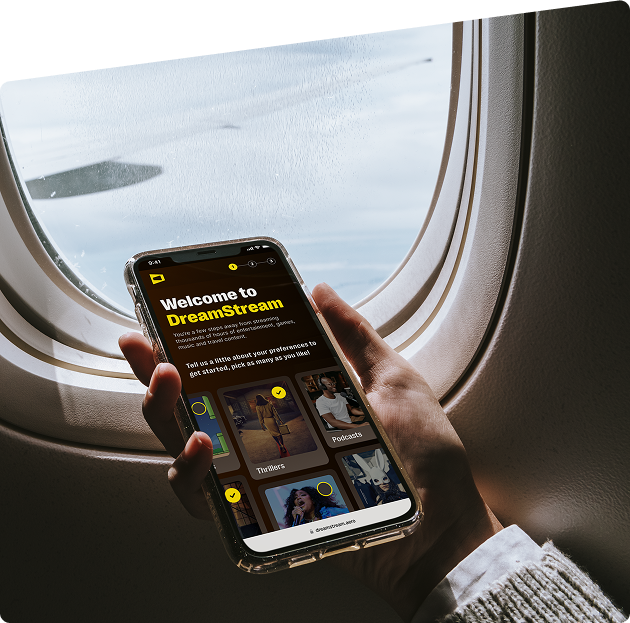 9:41
1
2
3
Welcome to
DreamStream
You're a few steps away from streaming
thousands of hours of entertainment, games,
music and travel content.
Tell us a little about your preferences to
get started, pick as many as you like!
Thrillers
Podcasts
dreamstream.aero